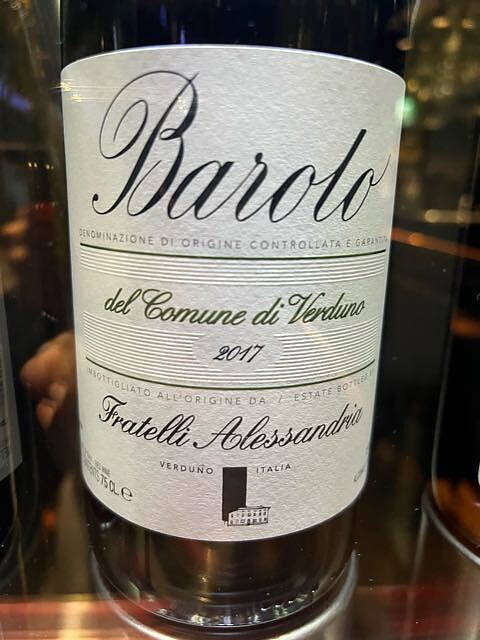 Barolo
DENOMINAZIONE DI ORIGINE CONTROLLATA E GARANTITA
del Comune di Verduno
2017
IMBOTTIGLIATO ALL'ORIGINE DA / ESTATE BOTTLED BY
Fratelli Alessandria
VERDUNO ITALIA
75 CL. e